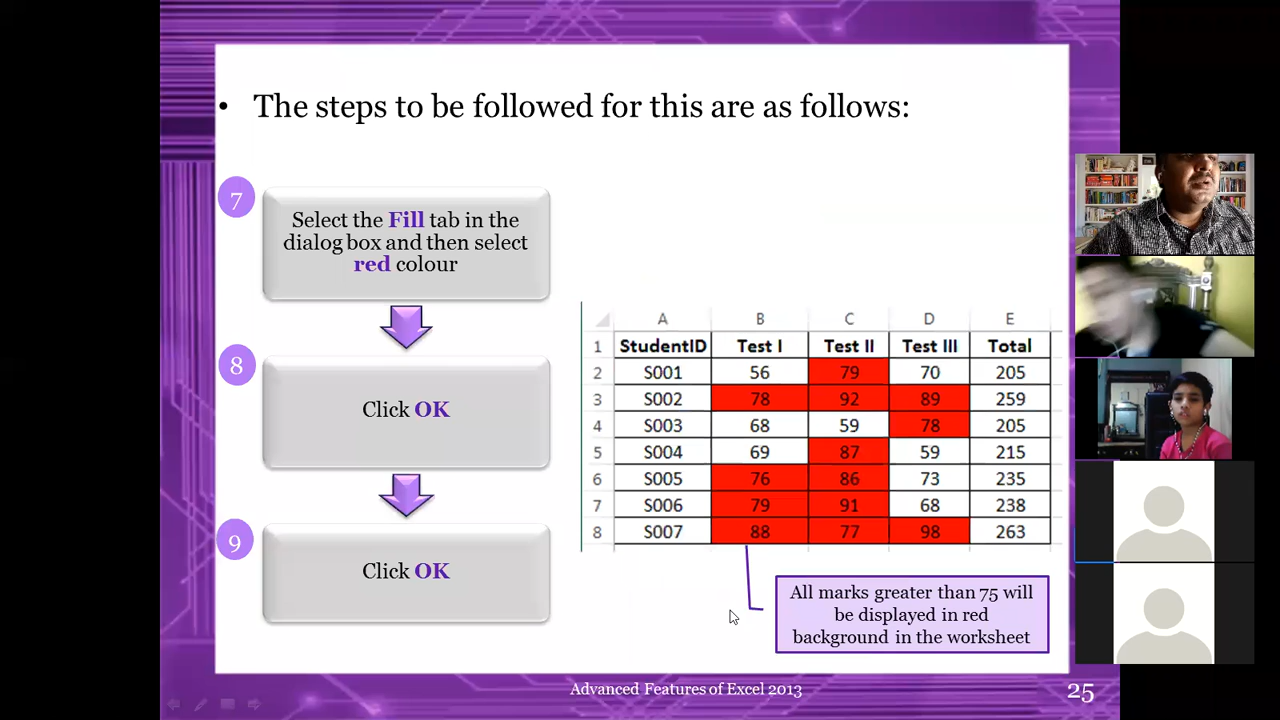 • The steps to be followed for this are as follows:
7
Select the Fill tab in the
dialog box and then select
red colour
8
Click OK
9
Click OK
A B C D E
1 StudentID Test I Test II Test III Total
2 S001 56 79 70 205
3 S002 78 92 89 259
4 S003 68 59 78 205
5 S004 69 87 59 215
6 S005 76 86 73 235
7 S006 79 91 68 238
8 S007 88 77 98 263
All marks greater than 75 will
be displayed in red
background in the worksheet
Advanced Features of Excel 2013
25